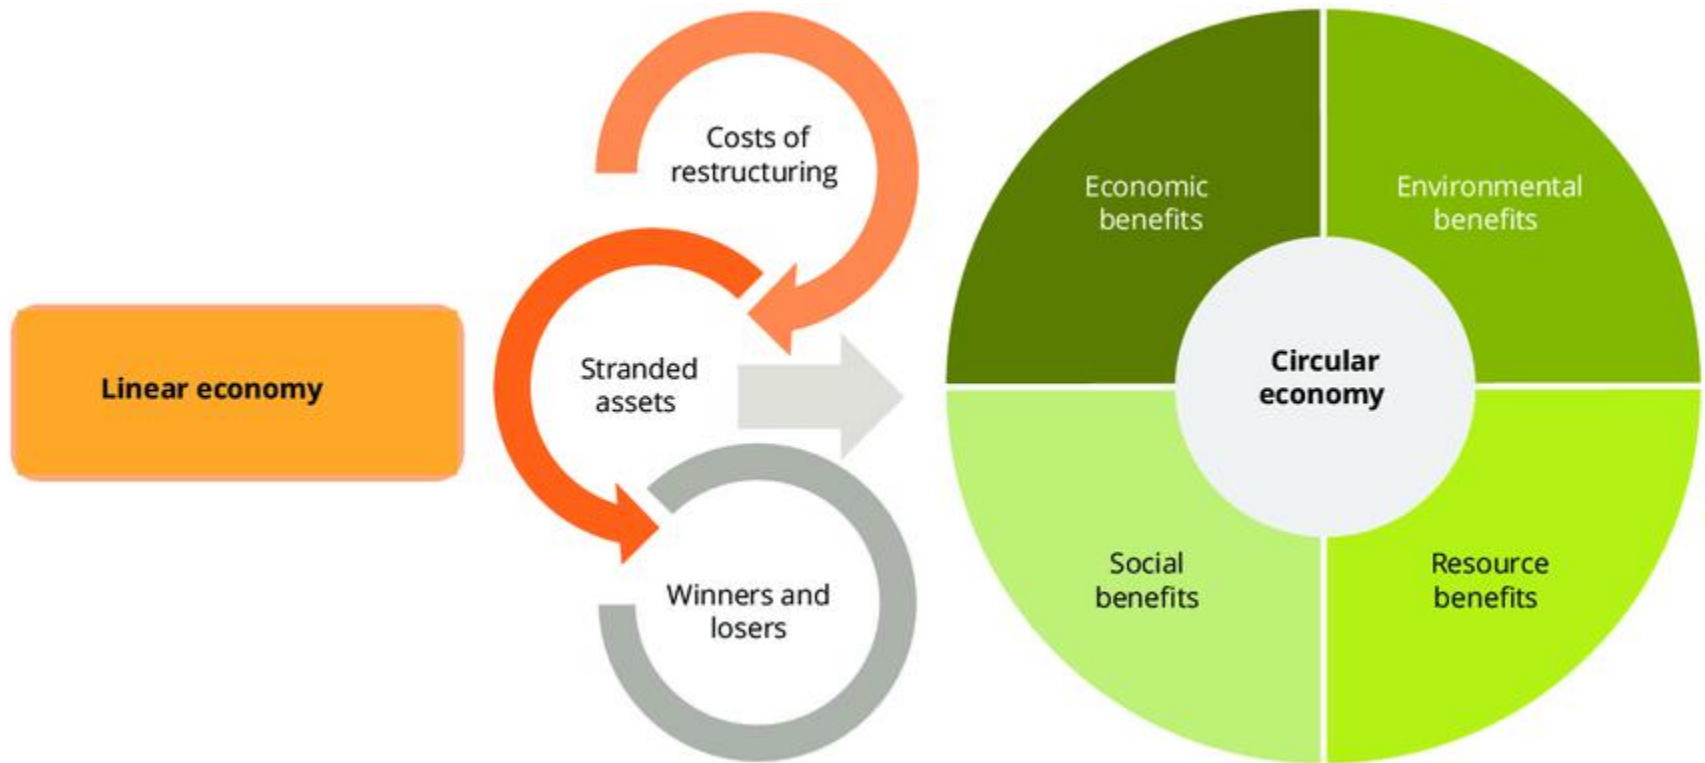 Linear economy
Costs of
restructuring
Stranded
assets
Winners and
losers
Economic
benefits
Environmental
benefits
Circular
economy
Social
benefits
Resource
benefits